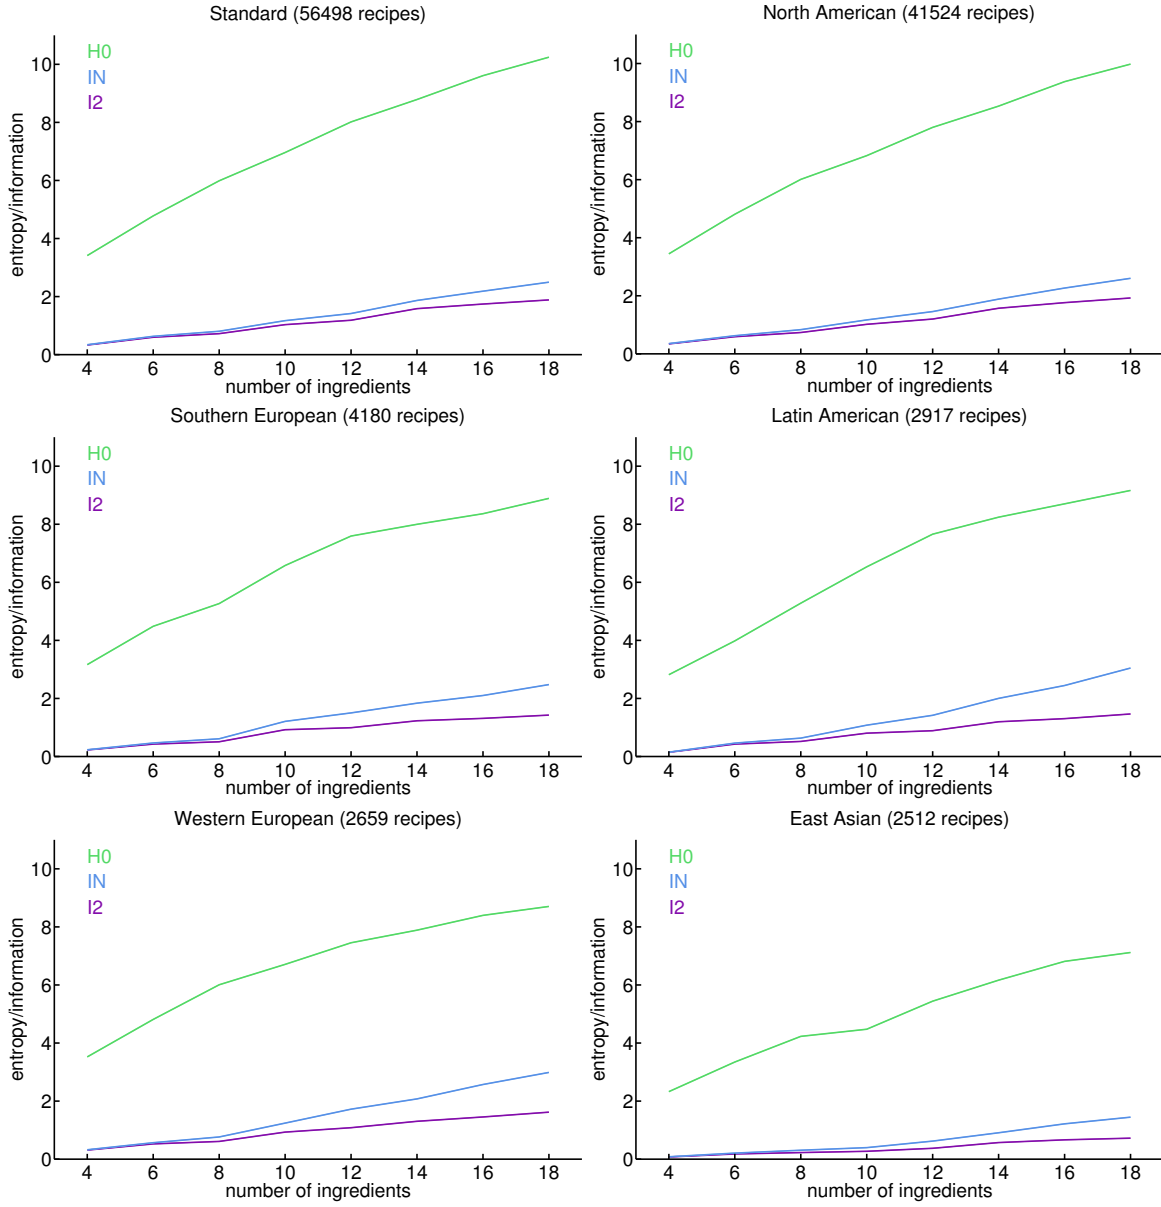 Standard (56498 recipes)
H0
IN
I2
entropy/information
10
8
6
4
2
0
4 6 8 10 12 14 16 18
number of ingredients
North American (41524 recipes)
H0
IN
I2
entropy/information
10
8
6
4
2
0
4 6 8 10 12 14 16 18
number of ingredients
Southern European (4180 recipes)
H0
IN
I2
entropy/information
10
8
6
4
2
0
4 6 8 10 12 14 16 18
number of ingredients
Latin American (2917 recipes)
H0
IN
I2
entropy/information
10
8
6
4
2
0
4 6 8 10 12 14 16 18
number of ingredients
Western European (2659 recipes)
H0
IN
I2
entropy/information
10
8
6
4
2
0
4 6 8 10 12 14 16 18
number of ingredients
East Asian (2512 recipes)
H0
IN
I2
entropy/information
10
8
6
4
2
0
4 6 8 10 12 14 16 18
number of ingredients